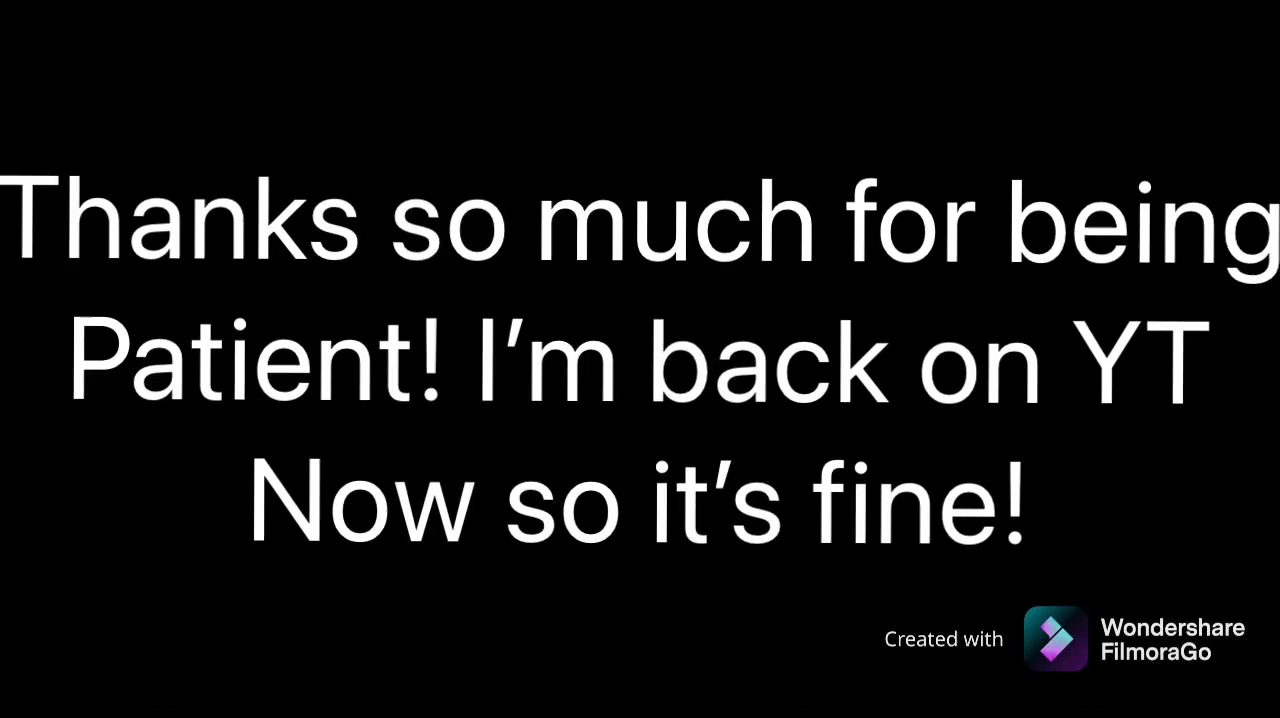 Thanks so much for being
Patient! I’m back on YT
Now so it’s fine!
Created with
Wondershare
FilmoraGo